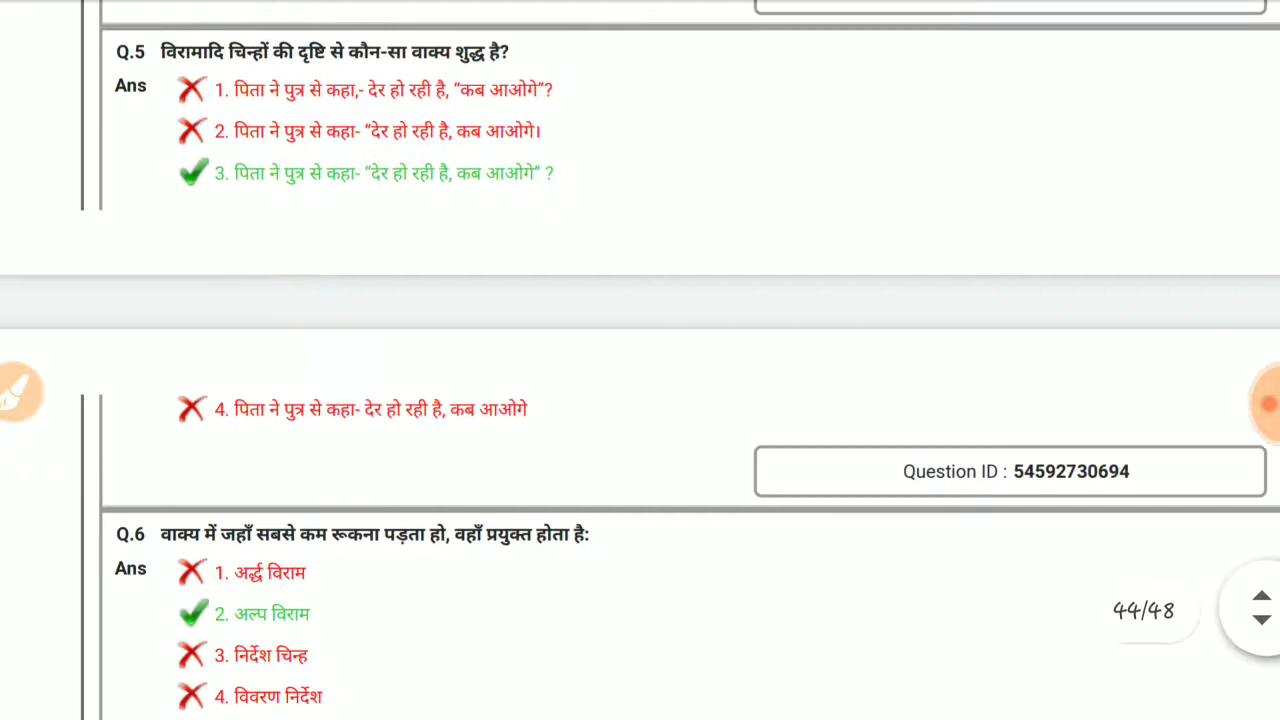 Q.5 विरामादि चिन्हों की दृष्टि से कौन-सा वाक्य शुद्ध है?
Ans 1. पिता ने पुत्र से कहा,- देर हो रही है, “कब आओगे”?
2. पिता ने पुत्र से कहा- “देर हो रही है, कब आओगे।
3. पिता ने पुत्र से कहा- “देर हो रही है, कब आओगे” ?
4. पिता ने पुत्र से कहा- देर हो रही है, कब आओगे
Question ID : 54592730694
Q.6 वाक्य में जहाँ सबसे कम रूकना पड़ता हो, वहाँ प्रयुक्त होता है:
Ans 1. अर्द्ध विराम
2. अल्प विराम
44/48
3. निर्देश चिन्ह
4. विवरण निर्देश